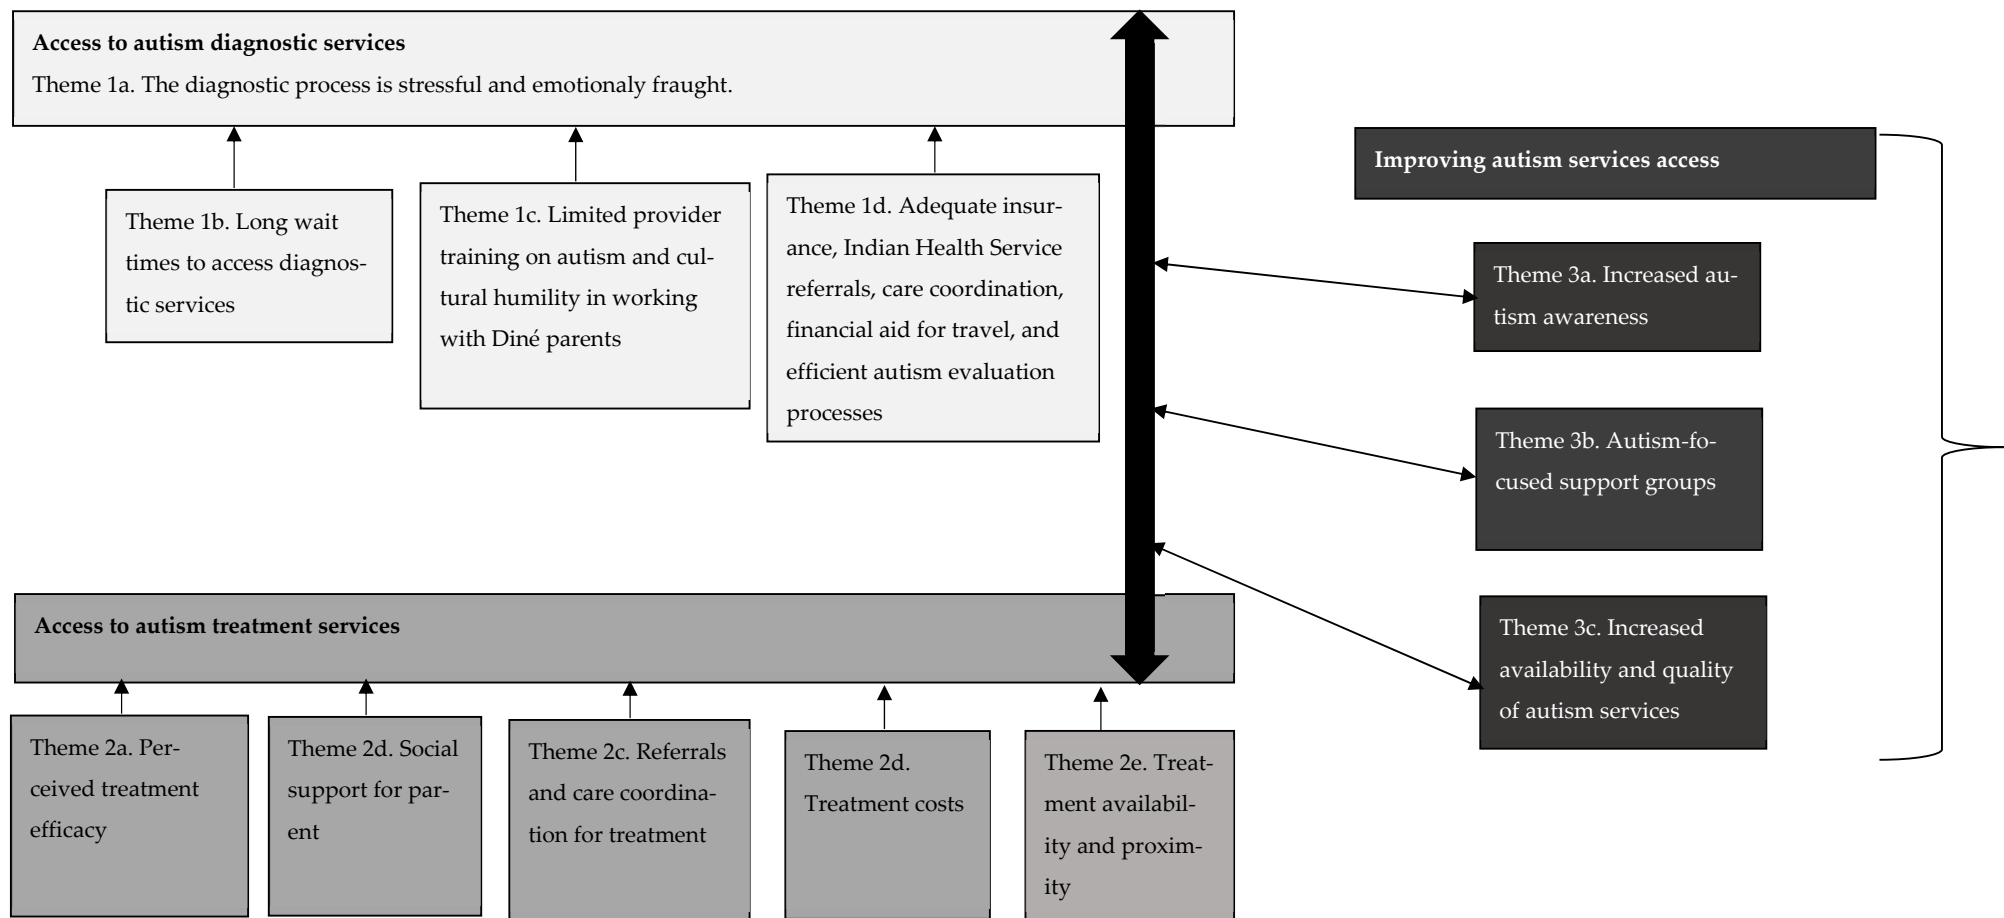 Access to autism diagnostic services
Theme 1a. The diagnostic process is stressful and emotionaly fraught.
Theme 1b. Long wait
times to access diagnos-
tic services
Theme 1c. Limited provider
training on autism and cul-
tural humility in working
with Diné parents
Theme 1d. Adequate insur-
ance, Indian Health Service
referrals, care coordination,
financial aid for travel, and
efficient autism evaluation
processes
Improving autism services access
Theme 3a. Increased au-
tism awareness
Theme 3b. Autism-fo-
cused support groups
Theme 3c. Increased
availability and quality
of autism services
Access to autism treatment services
Theme 2a. Per-
ceived treatment
efficacy
Theme 2d. Social
support for par-
ent
Theme 2c. Referrals
and care coordina-
tion for treatment
Theme 2d.
Treatment costs
Theme 2e. Treat-
ment availabil-
ity and proxim-
ity